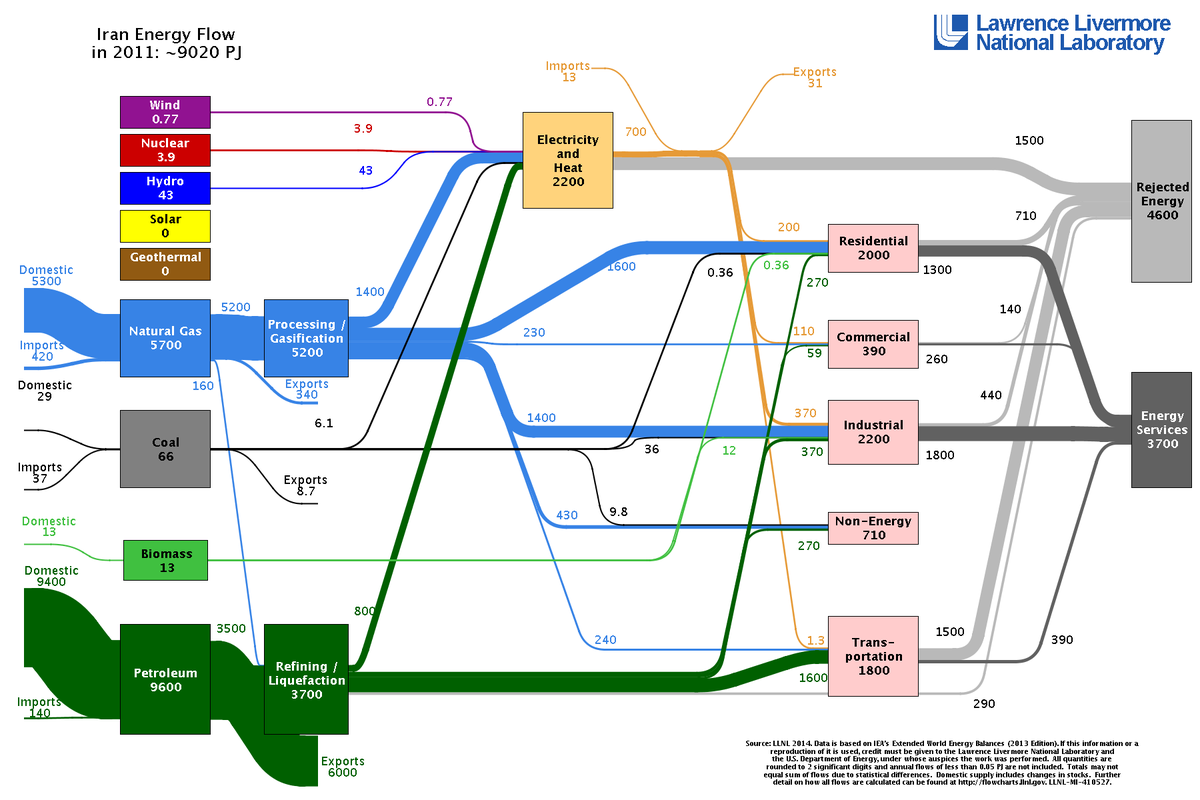 Iran Energy Flow
in 2011: ~9020 PJ
Lawrence Livermore
National Laboratory
Imports
13
Exports
31
Wind
0.77
0.77
Nuclear
3.9
3.9
Hydro
43
43
Solar
0
Geothermal
0
Electricity
and
Heat
2200
700
1500
Rejected
Energy
4600
710
200
Residential
2000
1300
0.36
0.36
270
1600
Domestic
5300
Imports
420
Natural Gas
5700
5200
1400
Processing /
Gasification
5200
Exports
340
160
230
110
59
Commercial
390
140
260
Domestic
29
Imports
37
Coal
66
6.1
Exports
8.7
1400
36
12
370
370
Industrial
2200
440
1800
Energy
Services
3700
430
9.8
270
Non-Energy
710
Domestic
13
Biomass
13
Domestic
9400
Imports
140
Petroleum
9600
3500
800
Refining /
Liquefaction
3700
Exports
6000
240
1.3
1600
Trans-
portation
1800
1500
390
290
Source: LLNL 2014. Data is based on IEA's Extended World Energy Balances (2013 Edition). If this information or a
reproduction of it is used, credit must be given to the Lawrence Livermore National Laboratory and
the U.S. Department of Energy, under whose auspices the work was performed. All quantities are
rounded to 2 significant digits and annual flows of less than 0.05 PJ are not included. Totals may not
equal sum of flows due to statistical differences. Domestic supply includes changes in stocks. Further
detail on how all flows are calculated can be found at http://flowcharts.llnl.gov. LLNL-MI-410527.